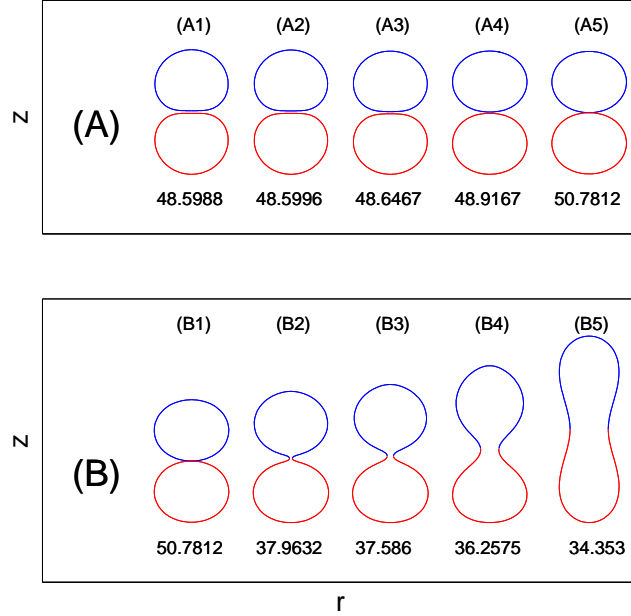 (A1) (A2) (A3) (A4) (A5)
z
(A)
48.5988 48.5996 48.6467 48.9167 50.7812
(B1) (B2) (B3) (B4) (B5)
z
(B)
50.7812 37.9632 37.586 36.2575 34.353
r